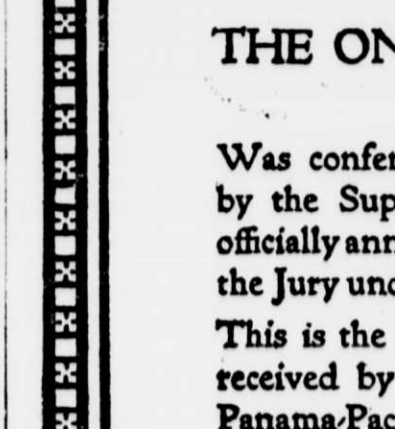 THE ON
Was confer
by the Sup
officially ann
the Jury und
This is the
received by
Panama-Pac